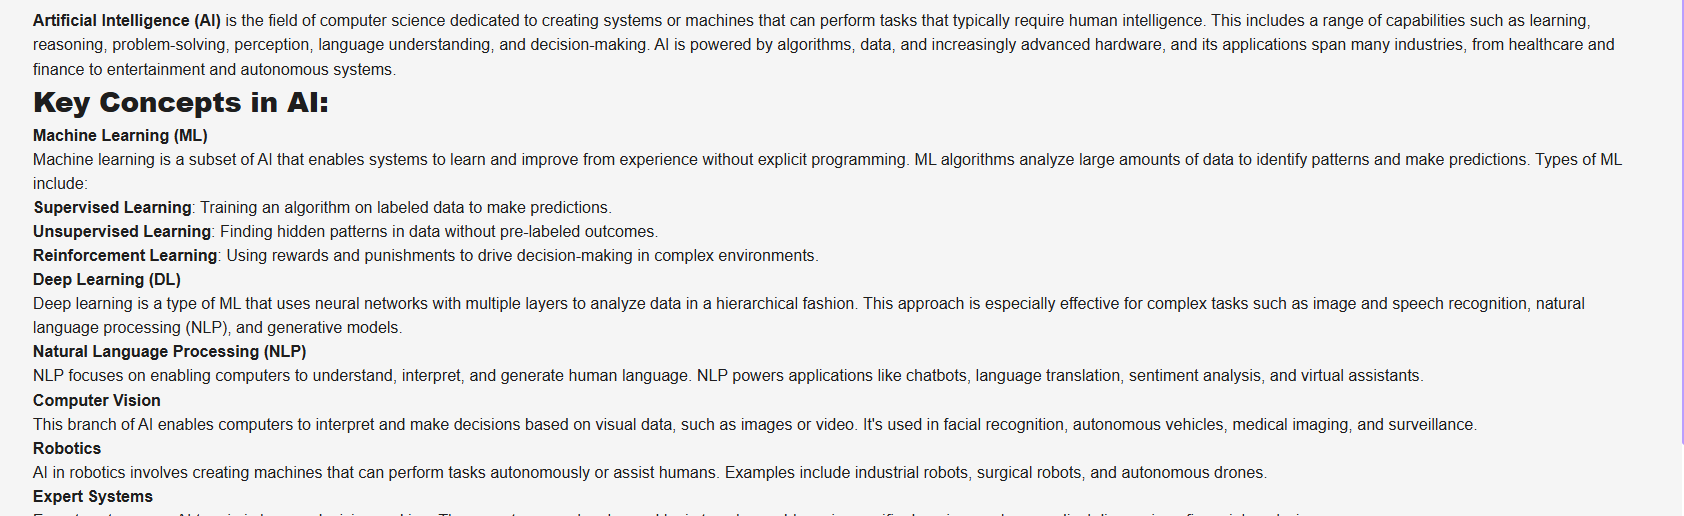 Artificial Intelligence (AI) is the field of computer science dedicated to creating systems or machines that can perform tasks that typically require human intelligence. This includes a range of capabilities such as learning,
reasoning, problem-solving, perception, language understanding, and decision-making. AI is powered by algorithms, data, and increasingly advanced hardware, and its applications span many industries, from healthcare and
finance to entertainment and autonomous systems.
Key Concepts in AI:
Machine Learning (ML)
Machine learning is a subset of AI that enables systems to learn and improve from experience without explicit programming. ML algorithms analyze large amounts of data to identify patterns and make predictions. Types of ML
include:
Supervised Learning: Training an algorithm on labeled data to make predictions.
Unsupervised Learning: Finding hidden patterns in data without pre-labeled outcomes.
Reinforcement Learning: Using rewards and punishments to drive decision-making in complex environments.
Deep Learning (DL)
Deep learning is a type of ML that uses neural networks with multiple layers to analyze data in a hierarchical fashion. This approach is especially effective for complex tasks such as image and speech recognition, natural
language processing (NLP), and generative models.
Natural Language Processing (NLP)
NLP focuses on enabling computers to understand, interpret, and generate human language. NLP powers applications like chatbots, language translation, sentiment analysis, and virtual assistants.
Computer Vision
This branch of AI enables computers to interpret and make decisions based on visual data, such as images or video. It's used in facial recognition, autonomous vehicles, medical imaging, and surveillance.
Robotics
AI in robotics involves creating machines that can perform tasks autonomously or assist humans. Examples include industrial robots, surgical robots, and autonomous drones.
Expert Systems